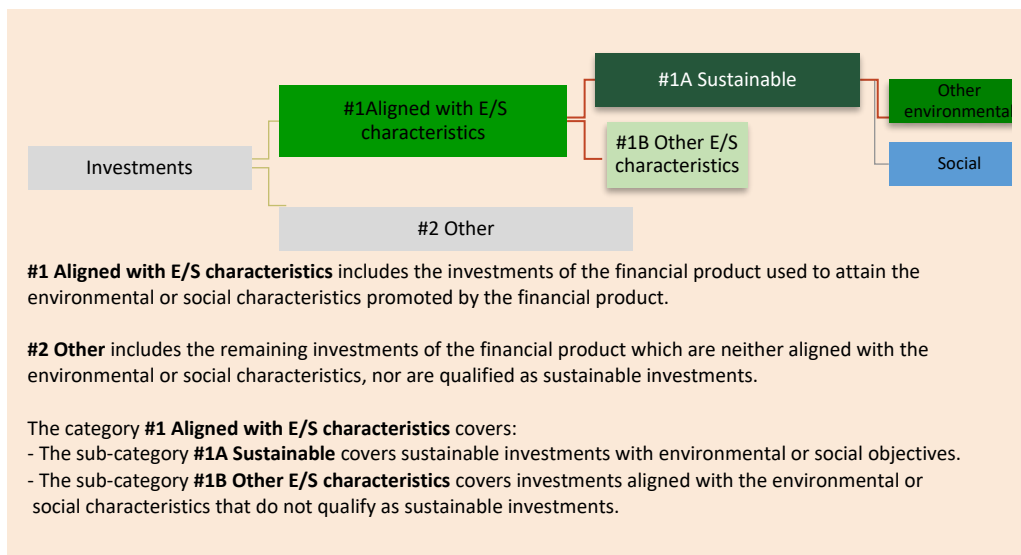 #1A Sustainable
Other
environmental
#1Aligned with E/S
characteristics
#1B Other E/S
characteristics
Investments
Social
#2 Other
#1 Aligned with E/S characteristics includes the investments of the financial product used to attain the
environmental or social characteristics promoted by the financial product.
#2 Other includes the remaining investments of the financial product which are neither aligned with the
environmental or social characteristics, nor are qualified as sustainable investments.
The category #1 Aligned with E/S characteristics covers:
- The sub-category #1A Sustainable covers sustainable investments with environmental or social objectives.
- The sub-category #1B Other E/S characteristics covers investments aligned with the environmental or
social characteristics that do not qualify as sustainable investments.